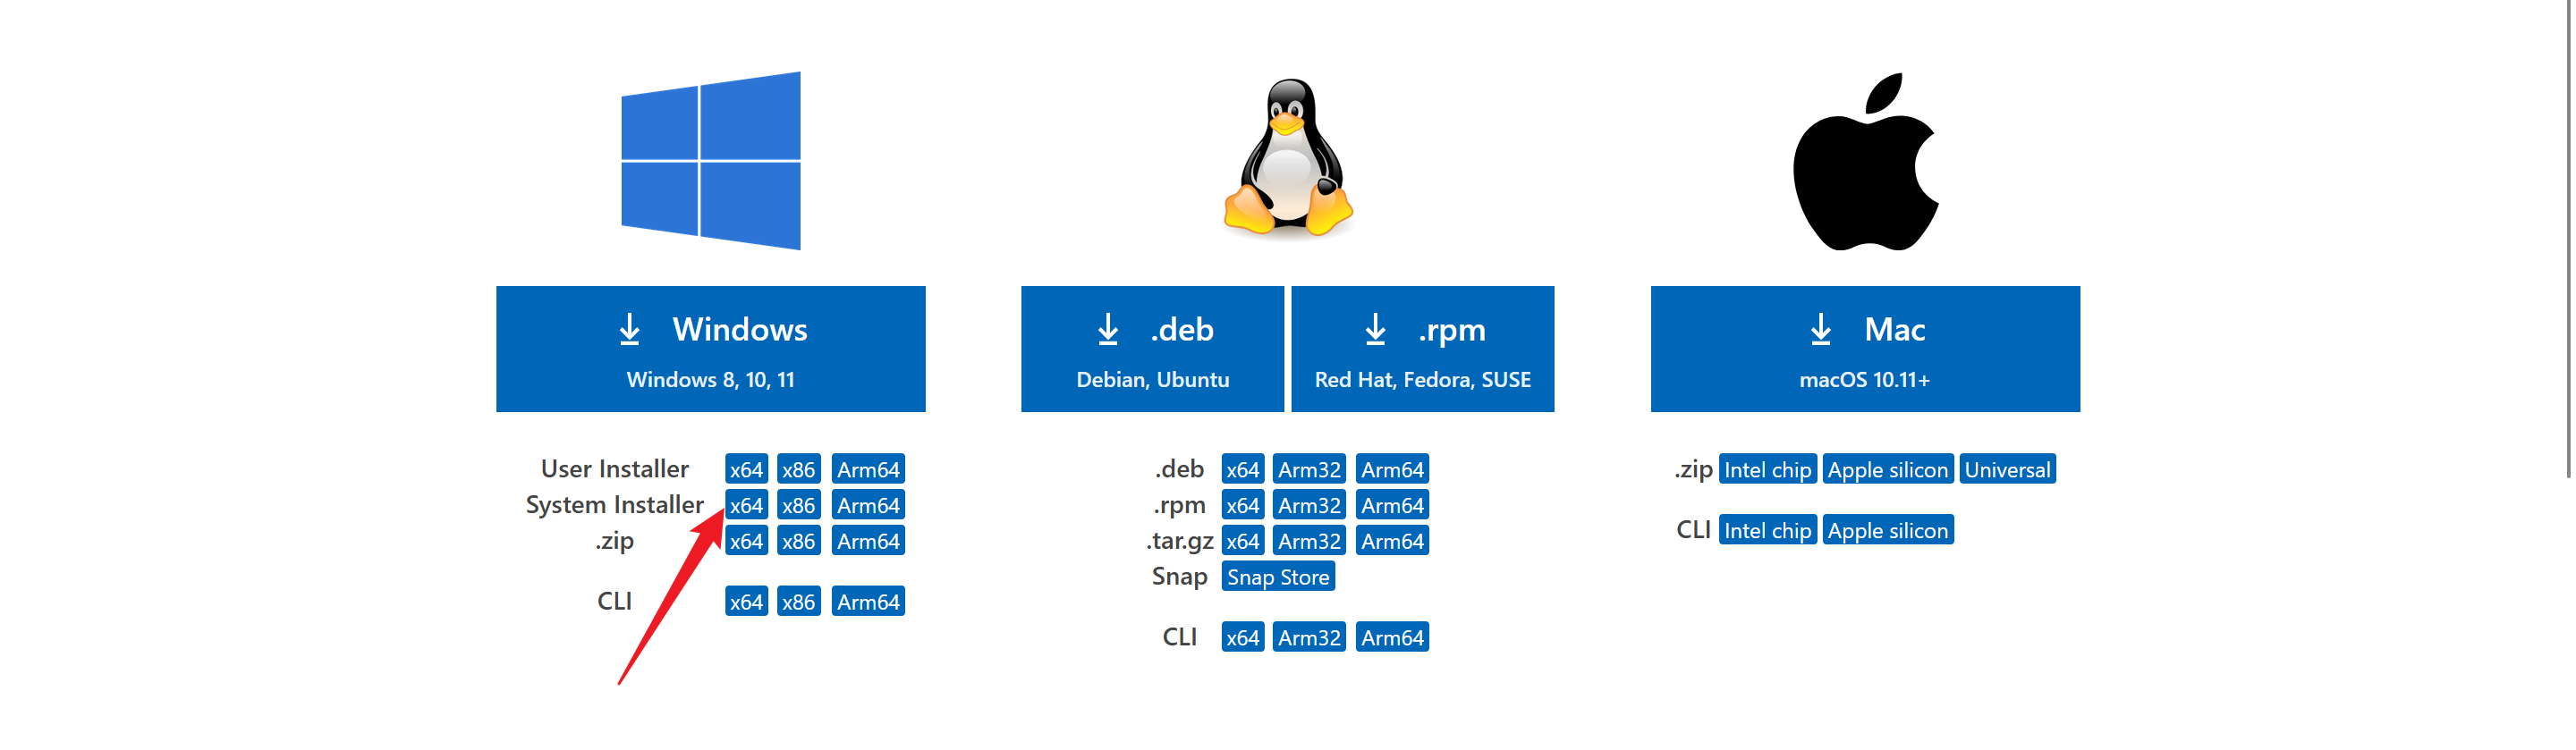 Windows
Windows 8, 10, 11
User Installer x64 x86 Arm64
System Installer x64 x86 Arm64
.zip x64 x86 Arm64
CLI x64 x86 Arm64
.deb
Debian, Ubuntu
.rpm
Red Hat, Fedora, SUSE
.deb x64 Arm32 Arm64
.rpm x64 Arm32 Arm64
.tar.gz x64 Arm32 Arm64
Snap Snap Store
CLI x64 Arm32 Arm64
Mac
macOS 10.11+
.zip Intel chip Apple silicon Universal
CLI Intel chip Apple silicon